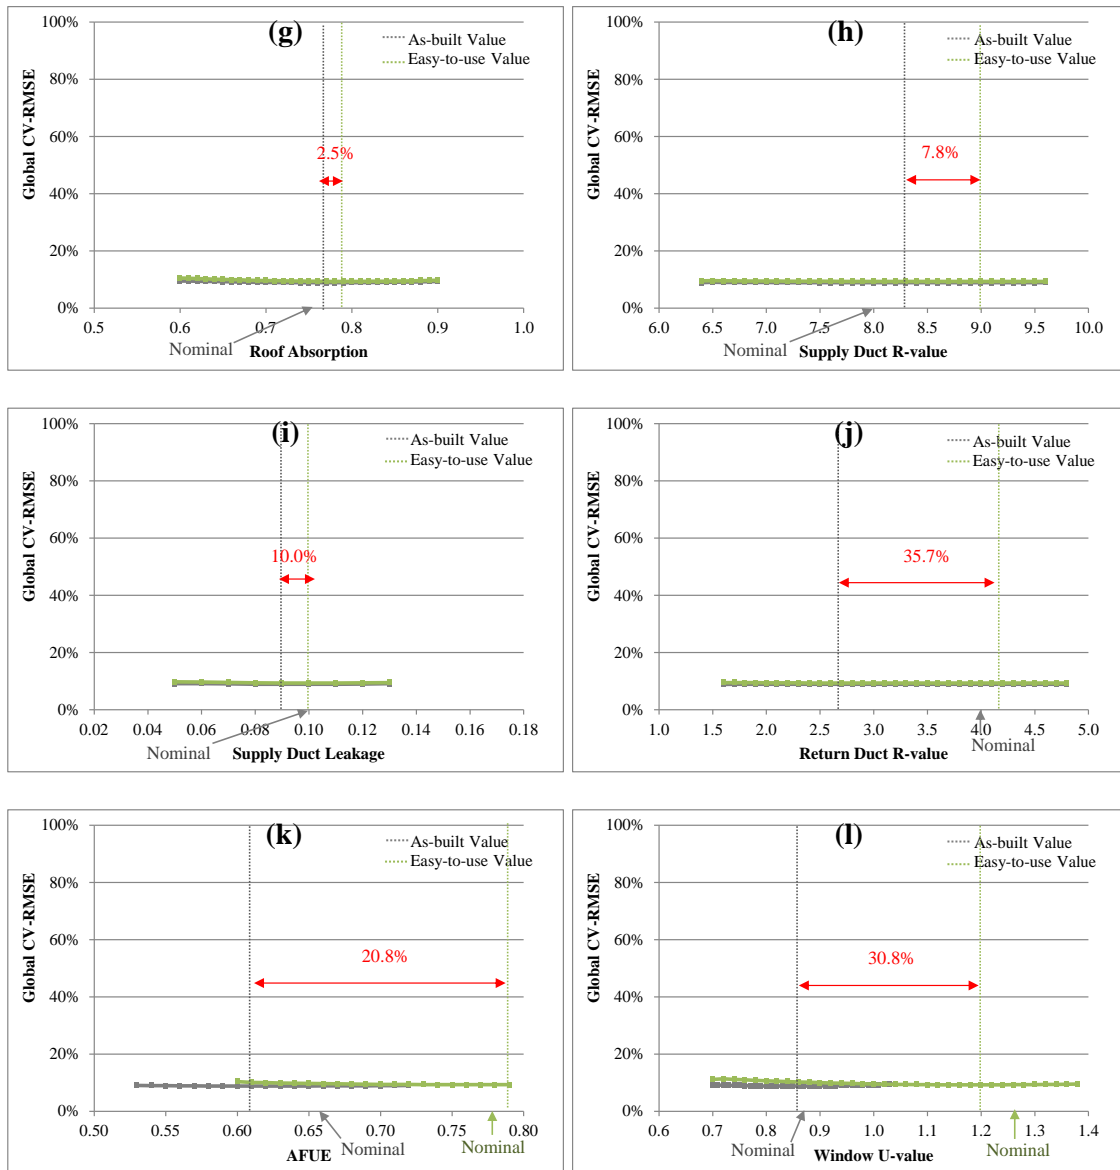 (g)
As-built Value
Easy-to-use Value
Global CV-RMSE
100%
80%
60%
40%
20%
0%
2.5%
0.5 0.6 0.7 0.8 0.9 1.0
Nominal
Roof Absorption
(h)
As-built Value
Easy-to-use Value
Global CV-RMSE
100%
80%
60%
40%
20%
0%
7.8%
6.0 6.5 7.0 7.5 8.0 8.5 9.0 9.5 10.0
Nominal
Supply Duct R-value
(i)
As-built Value
Easy-to-use Value
Global CV-RMSE
100%
80%
60%
40%
20%
0%
10.0%
0.02 0.04 0.06 0.08 0.10 0.12 0.14 0.16 0.18
Nominal
Supply Duct Leakage
(j)
As-built Value
Easy-to-use Value
Global CV-RMSE
100%
80%
60%
40%
20%
0%
35.7%
1.0 1.5 2.0 2.5 3.0 3.5 4.0 4.5 5.0
Nominal
Return Duct R-value
(k)
As-built Value
Easy-to-use Value
Global CV-RMSE
100%
80%
60%
40%
20%
0%
20.8%
0.50 0.55 0.60 0.65 0.70 0.75 0.80
Nominal
Nominal
AFUE
(l)
As-built Value
Easy-to-use Value
Global CV-RMSE
100%
80%
60%
40%
20%
0%
30.8%
0.6 0.7 0.8 0.9 1.0 1.1 1.2 1.3 1.4
Nominal
Nominal
Window U-value